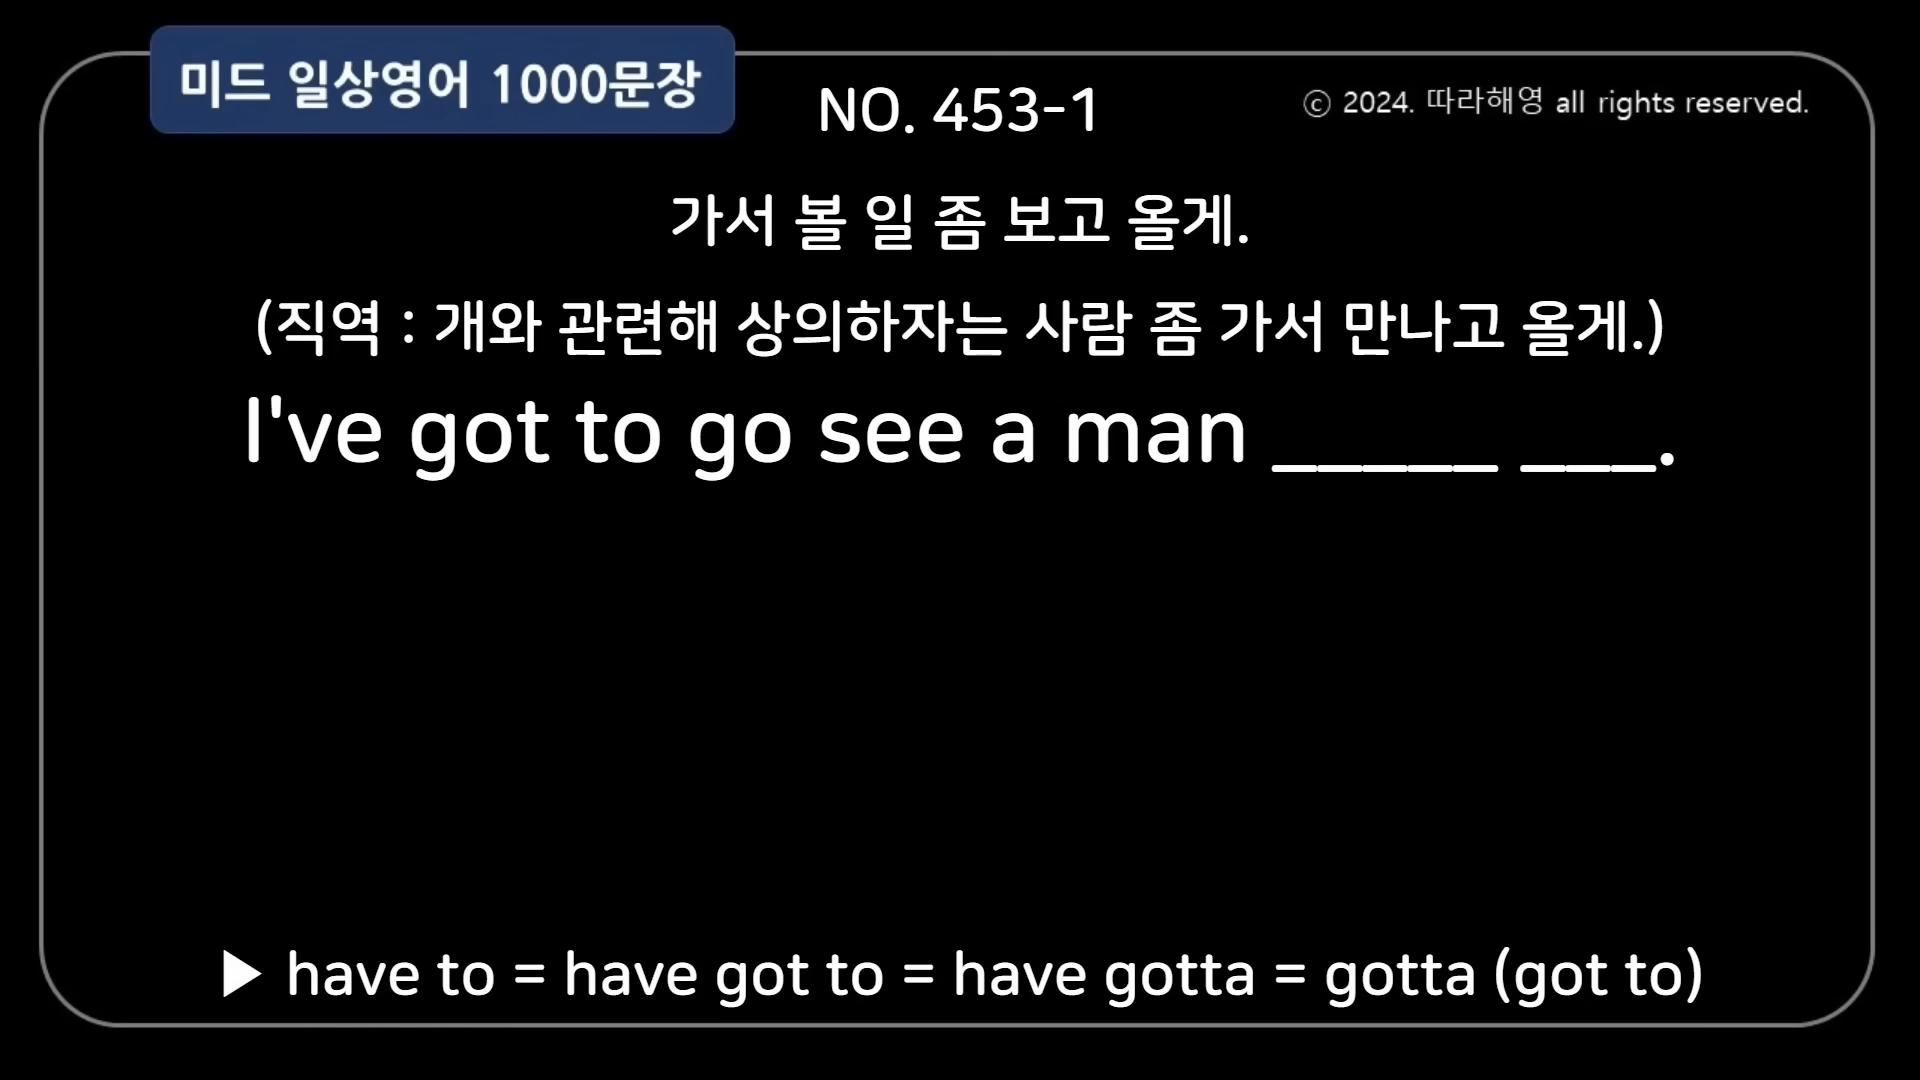 미드 일상영어 1000문장
NO. 453-1
ⓒ 2024. 따라해영 all rights reserved.
가서 볼 일 좀 보고 올게.
(직역 : 개와 관련해 상의하자는 사람 좀 가서 만나고 올게.)
I've got to go see a man _____ ___.
▶ have to = have got to = have gotta = gotta (got to)